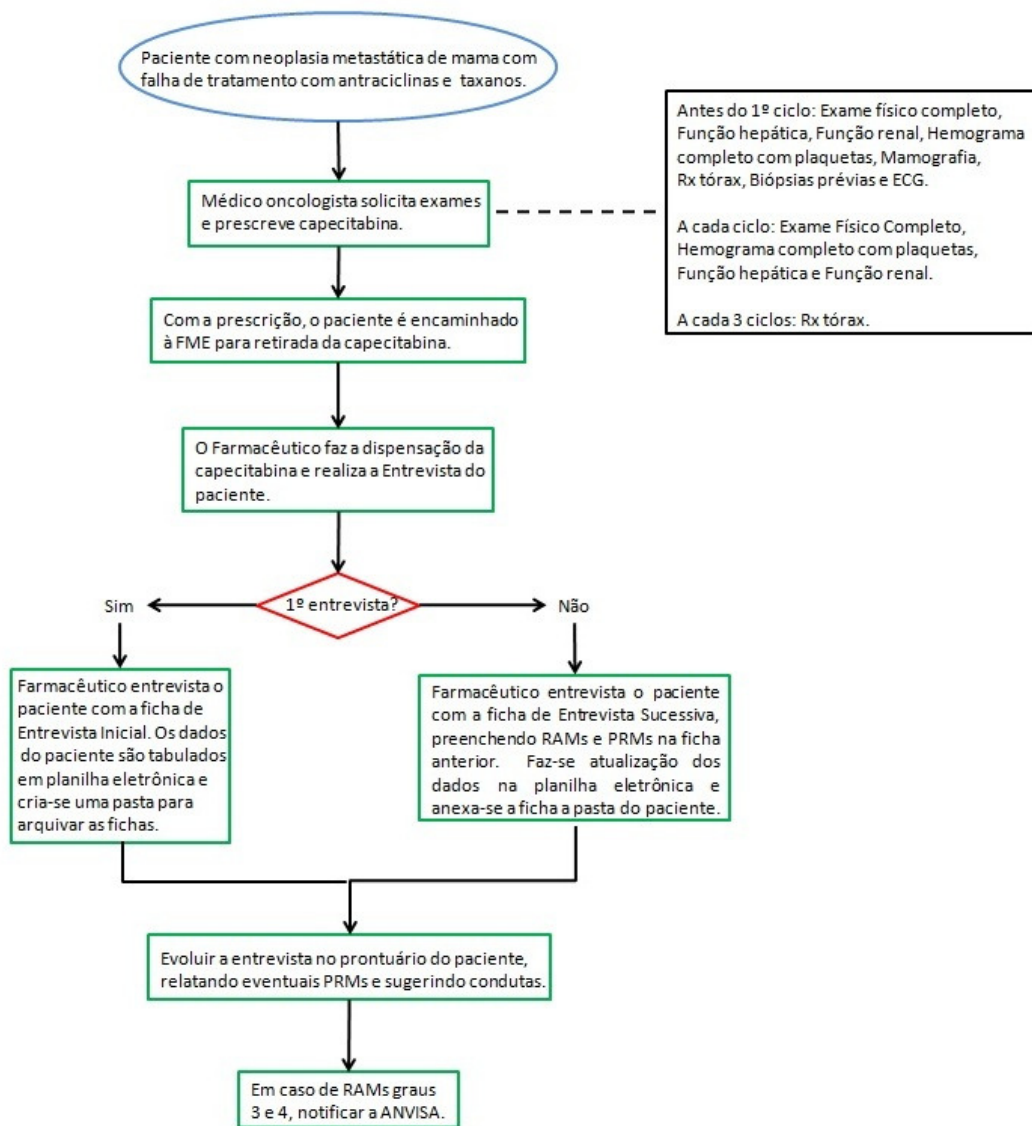 Paciente com neoplasia metastática de mama com
falha de tratamento com antraciclinas e taxanos.
Antes do 1º ciclo: Exame físico completo,
Função hepática, Função renal, Hemograma
completo com plaquetas, Mamografia,
Rx tórax, Biópsias prévias e ECG.
A cada ciclo: Exame Físico Completo,
Hemograma completo com plaquetas,
Função hepática e Função renal.
A cada 3 ciclos: Rx tórax.
Médico oncologista solicita exames
e prescreve capecitabina.
Com a prescrição, o paciente é encaminhado
à FME para retirada da capecitabina.
O Farmacêutico faz a dispensação da
capecitabina e realiza a Entrevista do
paciente.
1º entrevista?
Sim
Não
Farmacêutico entrevista o
paciente com a ficha de
Entrevista Inicial. Os dados
do paciente são tabulados
em planilha eletrônica e
cria-se uma pasta para
arquivar as fichas.
Farmacêutico entrevista o paciente
com a ficha de Entrevista Sucessiva,
preenchendo RAMs e PRMs na ficha
anterior. Faz-se atualização dos
dados na planilha eletrônica e
anexa-se a ficha a pasta do paciente.
Evoluir a entrevista no prontuário do paciente,
relatando eventuais PRMs e sugerindo condutas.
Em caso de RAMs graus
3 e 4, notificar a ANVISA.